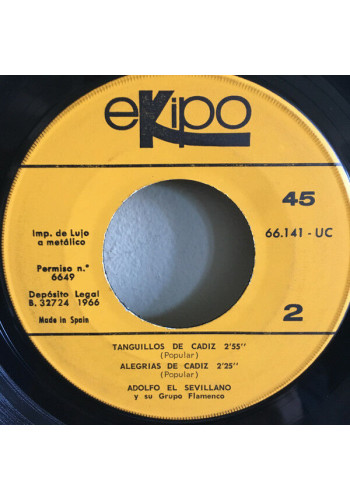 eKipo
45
Imp. de Lujo
a metálico
66.141 - UC
Permiso n.º
6649
Depósito Legal
B. 32724 1966
Made in Spain
2
TANGUILLOS DE CADIZ 2'55"
(Popular)
ALEGRIAS DE CADIZ 2'25"
(Popular)
ADOLFO EL SEVILLANO
y su Grupo Flamenco